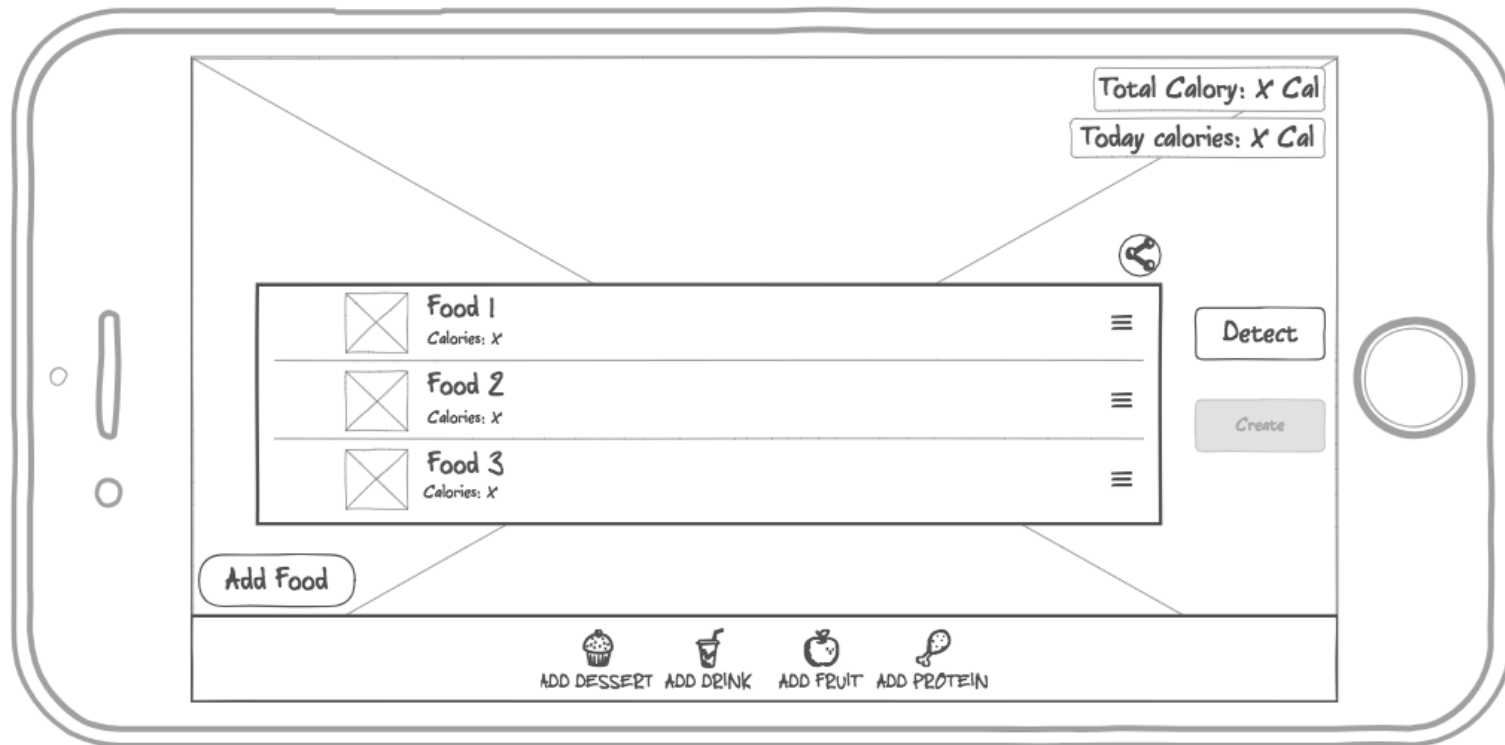 Total Calory: X Cal
Today calories: X Cal
Food 1
Calories: X
Food 2
Calories: X
Food 3
Calories: X
Detect
Create
Add Food
ADD DESSERT ADD DRINK ADD FRUIT ADD PROTEIN